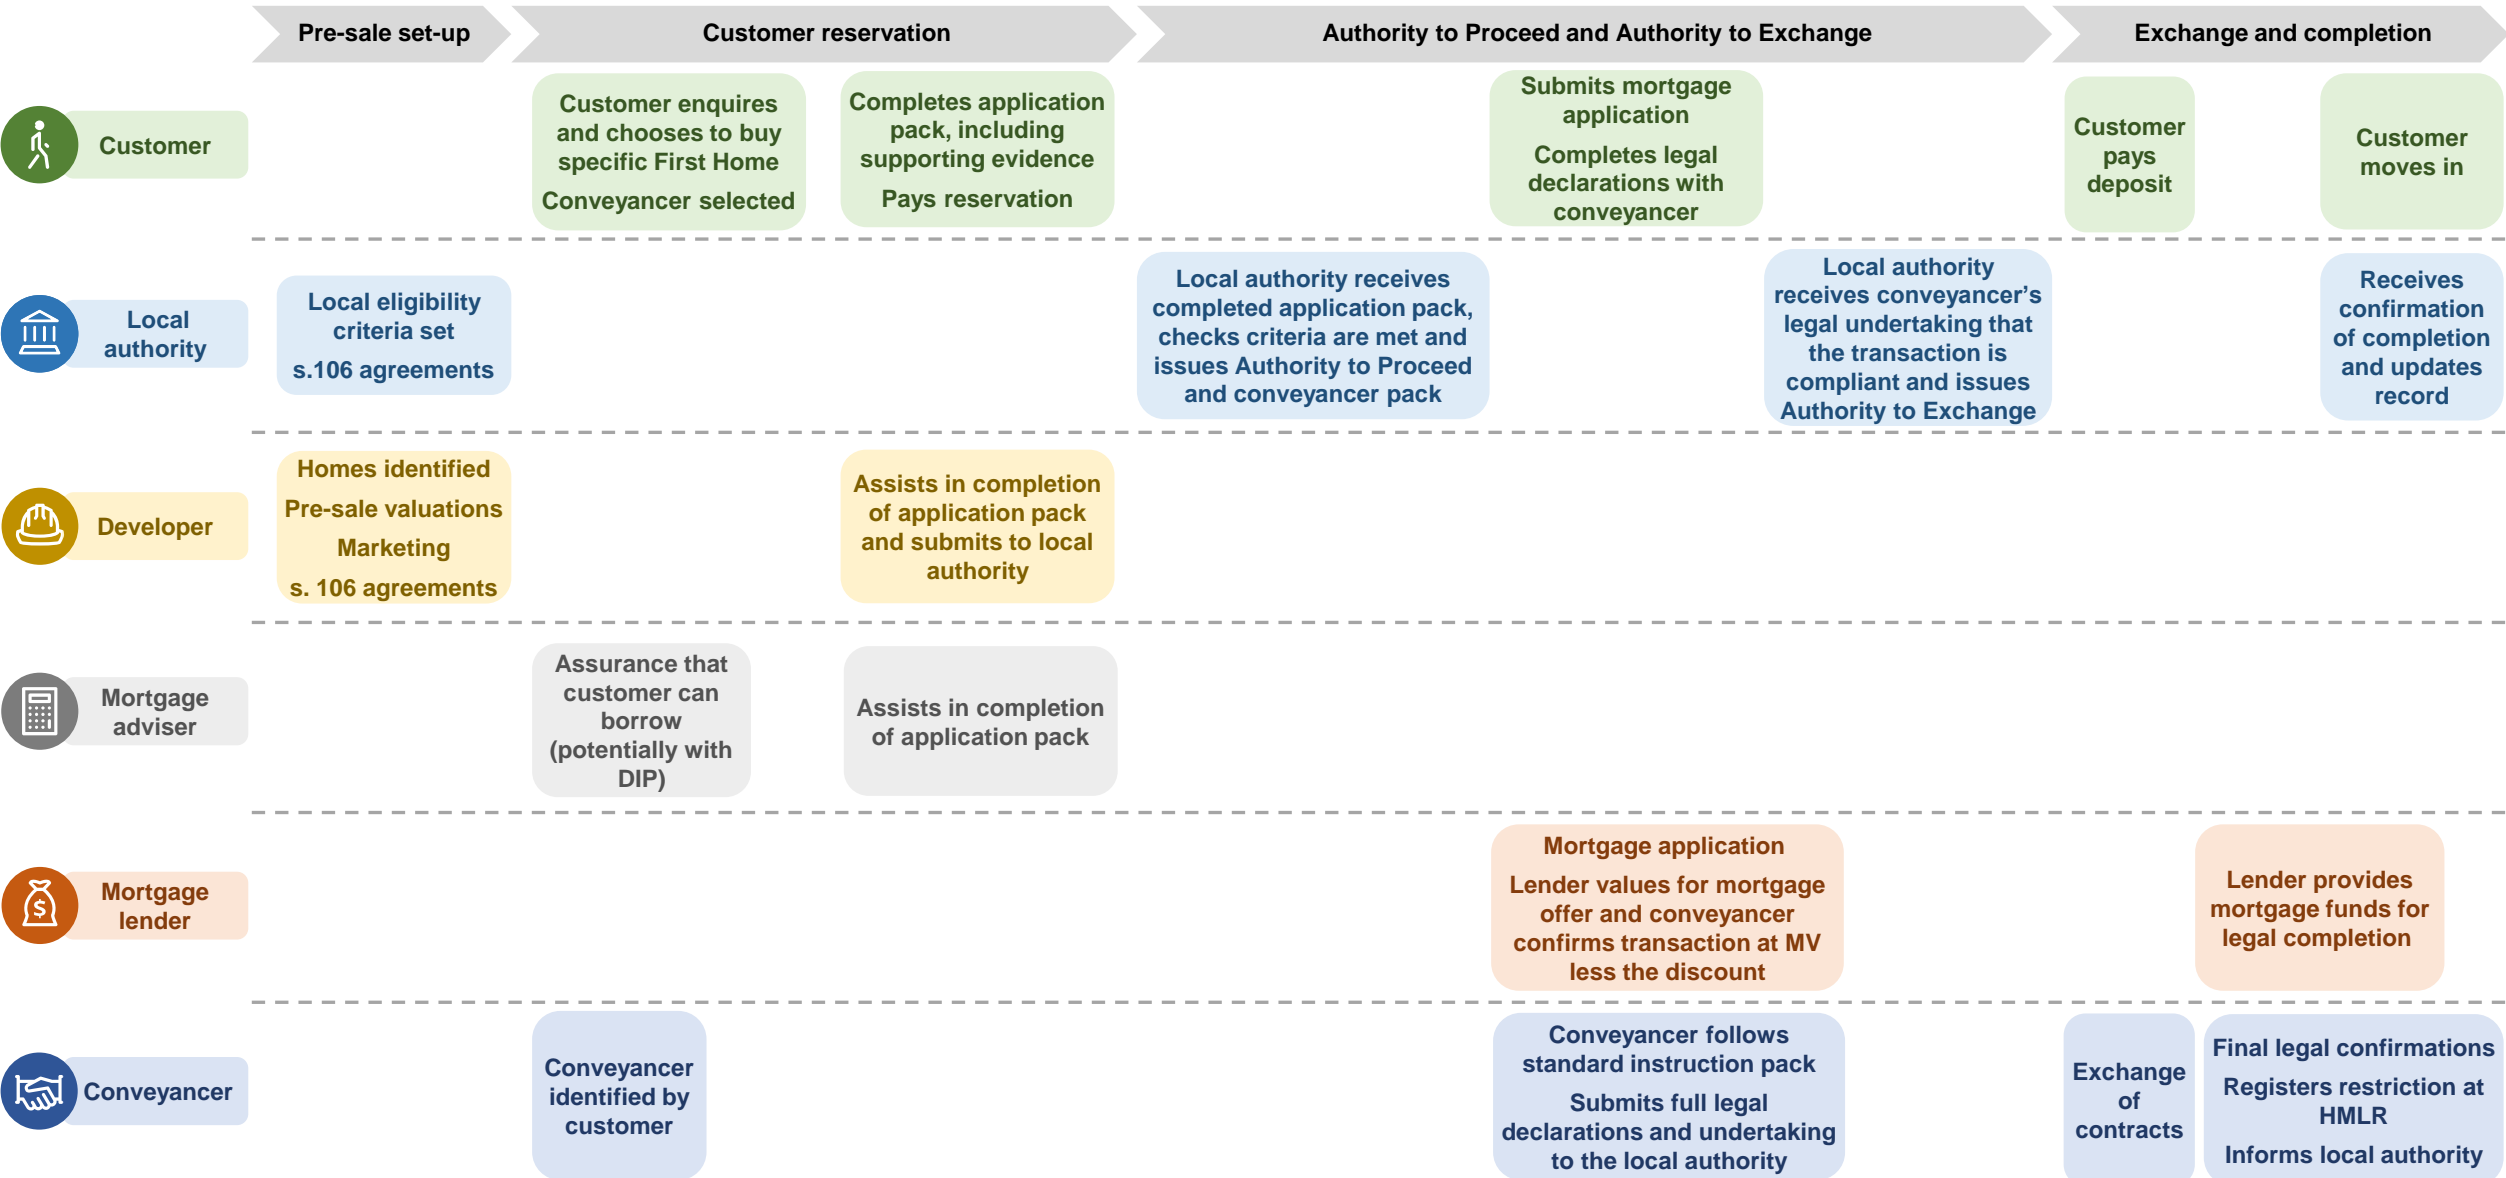 Pre-sale set-up
Customer reservation
Authority to Proceed and Authority to Exchange
Exchange and completion
Customer
Customer enquires
and chooses to buy
specific First Home
Conveyancer selected
Completes application
pack, including
supporting evidence
Pays reservation
Submits mortgage
application
Completes legal
declarations with
conveyancer
Customer
pays
deposit
Customer
moves in
Local
authority
Local eligibility
criteria set
s.106 agreements
Local authority receives
completed application pack,
checks criteria are met and
issues Authority to Proceed
and conveyancer pack
Local authority
receives conveyancer’s
legal undertaking that
the transaction is
compliant and issues
Authority to Exchange
Receives
confirmation
of completion
and updates
record
Developer
Homes identified
Pre-sale valuations
Marketing
s. 106 agreements
Assists in completion
of application pack
and submits to local
authority
Mortgage
adviser
Assurance that
customer can
borrow
(potentially with
DIP)
Assists in completion
of application pack
Mortgage
lender
$
Mortgage application
Lender values for mortgage
offer and conveyancer
confirms transaction at MV
less the discount
Lender provides
mortgage funds for
legal completion
Conveyancer
Conveyancer
identified by
customer
Conveyancer follows
standard instruction pack
Submits full legal
declarations and undertaking
to the local authority
Exchange
of
contracts
Final legal confirmations
Registers restriction at
HMLR
Informs local authority